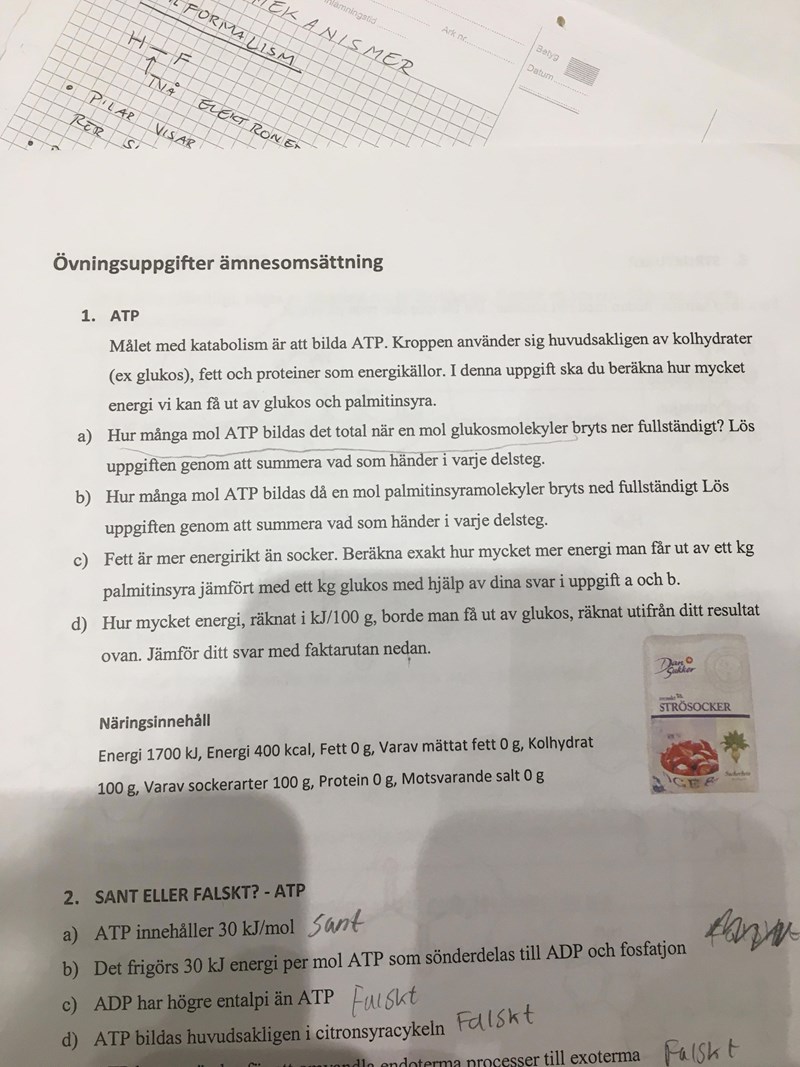 MEKANISMER
FORMALISM
Inlämningstid
Ark nr
Betyg
Datum
H - F
TVÅ ELEKTRONER
• PILAR VISAR
Övningsuppgifter ämnesomsättning
1. ATP
Målet med katabolism är att bilda ATP. Kroppen använder sig huvudsakligen av kolhydrater
(ex glukos), fett och proteiner som energikällor. I denna uppgift ska du beräkna hur mycket
energi vi kan få ut av glukos och palmitinsyra.
a) Hur många mol ATP bildas det total när en mol glukosmolekyler bryts ner fullständigt? Lös
uppgiften genom att summera vad som händer i varje delsteg.
b) Hur många mol ATP bildas då en mol palmitinsyramolekyler bryts ned fullständigt Lös
uppgiften genom att summera vad som händer i varje delsteg.
c) Fett är mer energirikt än socker. Beräkna exakt hur mycket mer energi man får ut av ett kg
palmitinsyra jämfört med ett kg glukos med hjälp av dina svar i uppgift a och b.
d) Hur mycket energi, räknat i kJ/100 g, borde man få ut av glukos, räknat utifrån ditt resultat
ovan. Jämför ditt svar med faktarutan nedan.
Dan Sukker
STRÖSOCKER
Näringsinnehåll
Energi 1700 kJ, Energi 400 kcal, Fett 0 g, Varav mättat fett 0 g, Kolhydrat
100 g, Varav sockerarter 100 g, Protein 0 g, Motsvarande salt 0 g
2. SANT ELLER FALSKT? - ATP
a) ATP innehåller 30 kJ/mol Sant
b) Det frigörs 30 kJ energi per mol ATP som sönderdelas till ADP och fosfatjon
c) ADP har högre entalpi än ATP Falskt
d) ATP bildas huvudsakligen i citronsyracykeln Falskt
endoterma processer till exoterma Falskt